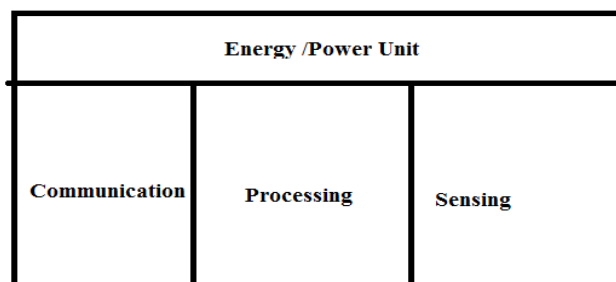 Energy /Power Unit
Communication
Processing
Sensing